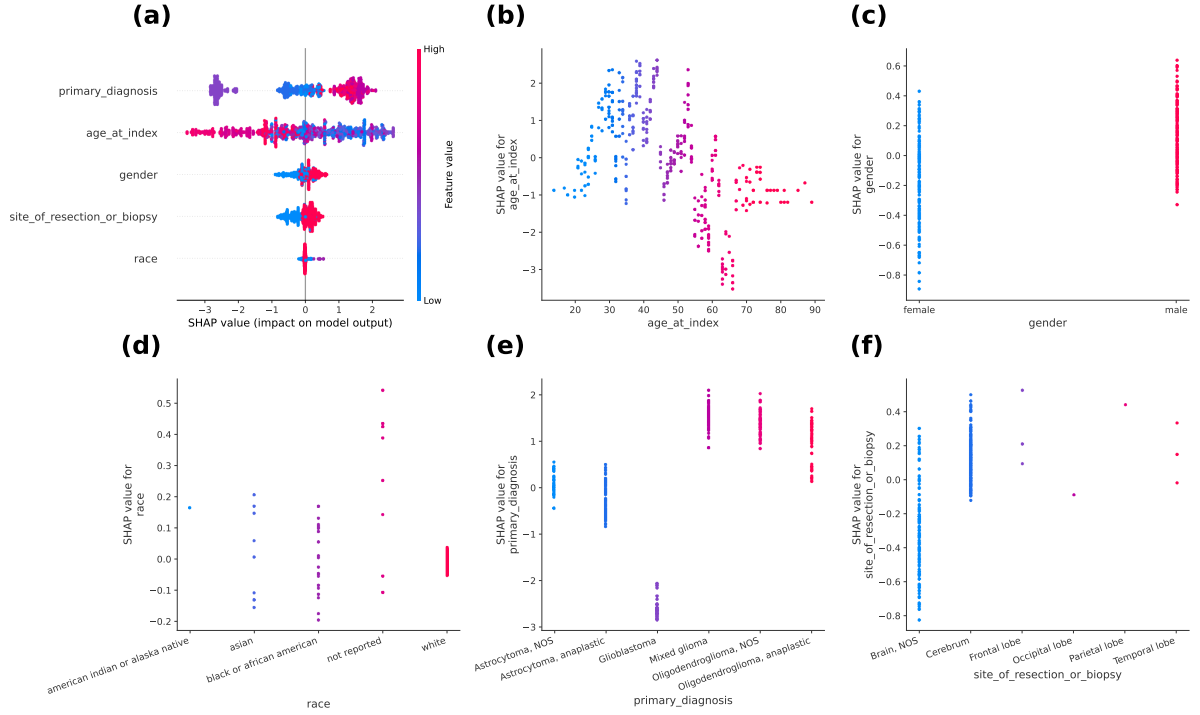 (a)
High
primary_diagnosis
age_at_index
gender
site_of_resection_or_biopsy
race
Feature value
Low
−3 −2 −1 0 1 2
SHAP value (impact on model output)
(b)
2
1
0
−1
−2
−3
SHAP value for
age_at_index
20 30 40 50 60 70 80 90
age_at_index
(c)
0.6
0.4
0.2
0.0
−0.2
−0.4
−0.6
−0.8
SHAP value for
gender
female male
gender
(d)
0.5
0.4
0.3
0.2
0.1
0.0
−0.1
−0.2
SHAP value for
race
american indian or alaska native
asian
black or african american
not reported
white
race
(e)
2
1
0
−1
−2
−3
SHAP value for
primary_diagnosis
Astrocytoma, NOS
Astrocytoma, anaplastic
Glioblastoma
Mixed glioma
Oligodendroglioma, NOS
Oligodendroglioma, anaplastic
primary_diagnosis
(f)
0.4
0.2
0.0
−0.2
−0.4
−0.6
−0.8
SHAP value for
site_of_resection_or_biopsy
Brain, NOS
Cerebrum
Frontal lobe
Occipital lobe
Parietal lobe
Temporal lobe
site_of_resection_or_biopsy